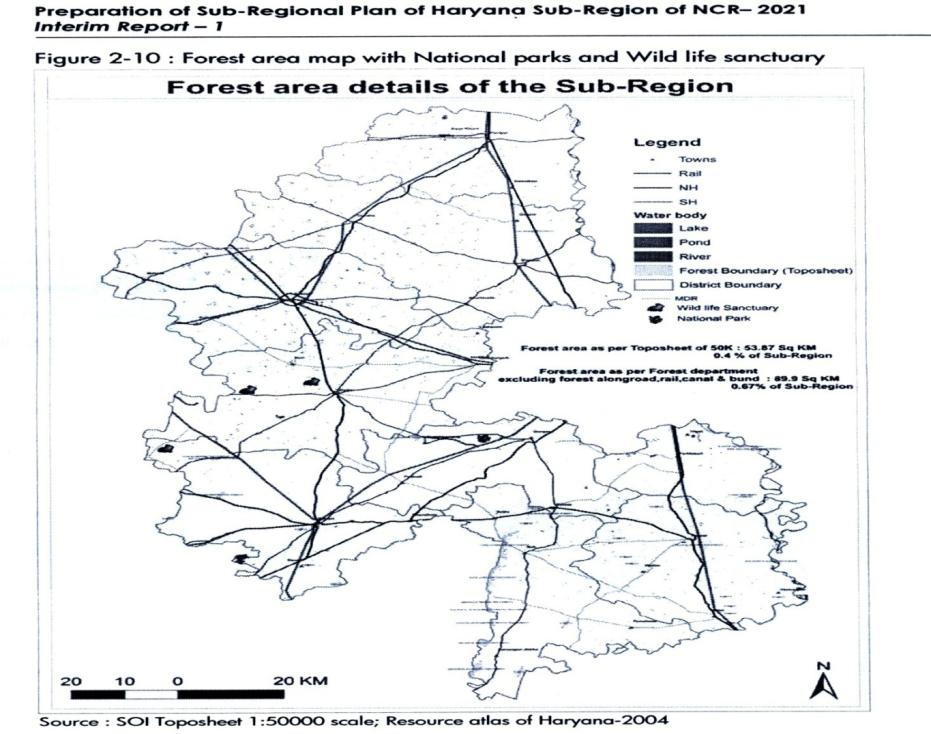 Preparation of Sub-Regional Plan of Haryana Sub-Region of NCR– 2021
Interim Report – 1
Figure 2-10 : Forest area map with National parks and Wild life sanctuary
Forest area details of the Sub-Region
Legend
Towns
Rail
NH
SH
Water body
Lake
Pond
River
Forest Boundary (Toposheet)
District Boundary
MDR
Wild life Sanctuary
National Park
Forest area as per Toposheet of 50K : 53.87 Sq KM
0.4 % of Sub-Region
Forest area as per Forest department
excluding forest alongroad,rail,canal & bund : 89.9 Sq KM
0.67% of Sub-Region
N
20 10 0 20 KM
Source : SOI Toposheet 1:50000 scale; Resource atlas of Haryana-2004